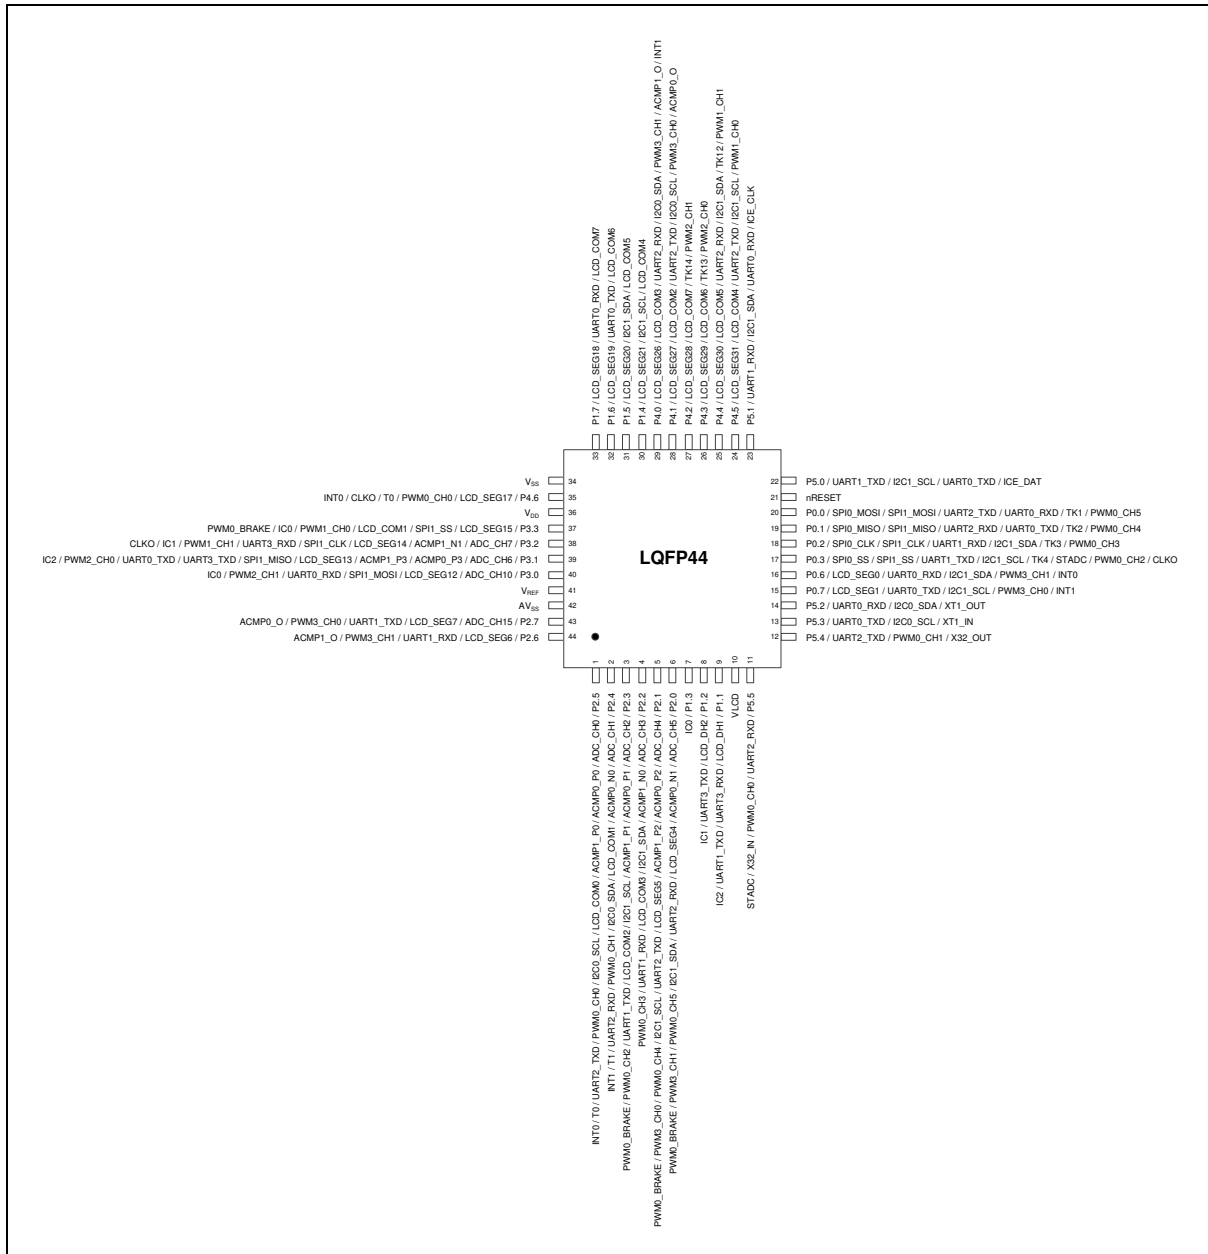 P1.7 / LCD_SEG18 / UART0_RXD / LCD_COM7
P1.6 / LCD_SEG19 / UART0_TXD / LCD_COM6
P1.5 / LCD_SEG20 / I2C1_SDA / LCD_COM5
P1.4 / LCD_SEG21 / I2C1_SCL / LCD_COM4
P4.0 / LCD_SEG26 / LCD_COM3 / UART2_RXD / I2C0_SDA / PWM3_CH1 / ACMP1_O / INT1
P4.1 / LCD_SEG27 / LCD_COM2 / UART2_TXD / I2C0_SCL / PWM3_CH0 / ACMP0_O
P4.2 / LCD_SEG28 / LCD_COM7 / TK14 / PWM2_CH1
P4.3 / LCD_SEG29 / LCD_COM6 / TK13 / PWM2_CH0
P4.4 / LCD_SEG30 / LCD_COM5 / UART2_RXD / I2C1_SDA / TK12 / PWM1_CH1
P4.5 / LCD_SEG31 / LCD_COM4 / UART2_TXD / I2C1_SCL / PWM1_CH0
P5.1 / UART1_RXD / I2C1_SDA / UART0_RXD / ICE_CLK
33 32 31 30 29 28 27 26 25 24 23
VSS 34
INT0 / CLKO / T0 / PWM0_CH0 / LCD_SEG17 / P4.6 35
VDD 36
PWM0_BRAKE / IC0 / PWM1_CH0 / LCD_COM1 / SPI1_SS / LCD_SEG15 / P3.3 37
CLKO / IC1 / PWM1_CH1 / UART3_RXD / SPI1_CLK / LCD_SEG14 / ACMP1_N1 / ADC_CH7 / P3.2 38
IC2 / PWM2_CH0 / UART0_TXD / UART3_TXD / SPI1_MISO / LCD_SEG13 / ACMP1_P3 / ACMP0_P3 / ADC_CH6 / P3.1 39
IC0 / PWM2_CH1 / UART0_RXD / SPI1_MOSI / LCD_SEG12 / ADC_CH10 / P3.0 40
VREF 41
AVSS 42
ACMP0_O / PWM3_CH0 / UART1_TXD / LCD_SEG7 / ADC_CH15 / P2.7 43
ACMP1_O / PWM3_CH1 / UART1_RXD / LCD_SEG6 / P2.6 44
LQFP44
22 P5.0 / UART1_TXD / I2C1_SCL / UART0_TXD / ICE_DAT
21 nRESET
20 P0.0 / SPI0_MOSI / SPI1_MOSI / UART2_TXD / UART0_RXD / TK1 / PWM0_CH5
19 P0.1 / SPI0_MISO / SPI1_MISO / UART2_RXD / UART0_TXD / TK2 / PWM0_CH4
18 P0.2 / SPI0_CLK / SPI1_CLK / UART1_RXD / I2C1_SDA / TK3 / PWM0_CH3
17 P0.3 / SPI0_SS / SPI1_SS / UART1_TXD / I2C1_SCL / TK4 / STADC / PWM0_CH2 / CLKO
16 P0.6 / LCD_SEG0 / UART0_RXD / I2C1_SDA / PWM3_CH1 / INT0
15 P0.7 / LCD_SEG1 / UART0_TXD / I2C1_SCL / PWM3_CH0 / INT1
14 P5.2 / UART0_RXD / I2C0_SDA / XT1_OUT
13 P5.3 / UART0_TXD / I2C0_SCL / XT1_IN
12 P5.4 / UART2_TXD / PWM0_CH1 / X32_OUT
1 2 3 4 5 6 7 8 9 10 11
INT0 / T0 / UART2_TXD / PWM0_CH0 / I2C0_SCL / LCD_COM0 / ACMP1_P0 / ACMP0_P0 / ADC_CH0 / P2.5
INT1 / T1 / UART2_RXD / PWM0_CH1 / I2C0_SDA / LCD_COM1 / ACMP0_N0 / ADC_CH1 / P2.4
PWM0_BRAKE / PWM0_CH2 / UART1_TXD / LCD_COM2 / I2C1_SCL / ACMP1_P1 / ACMP0_P1 / ADC_CH2 / P2.3
PWM0_CH3 / UART1_RXD / LCD_COM3 / I2C1_SDA / ACMP1_N0 / ADC_CH3 / P2.2
PWM0_BRAKE / PWM3_CH0 / PWM0_CH4 / I2C1_SCL / UART2_TXD / LCD_SEG5 / ACMP1_P2 / ACMP0_P2 / ADC_CH4 / P2.1
PWM0_BRAKE / PWM3_CH1 / PWM0_CH5 / I2C1_SDA / UART2_RXD / LCD_SEG4 / ACMP0_N1 / ADC_CH5 / P2.0
IC0 / P1.3
IC1 / UART3_TXD / LCD_DH2 / P1.2
IC2 / UART1_TXD / UART3_RXD / LCD_DH1 / P1.1
VLCD
STADC / X32_IN / PWM0_CH0 / UART2_RXD / P5.5